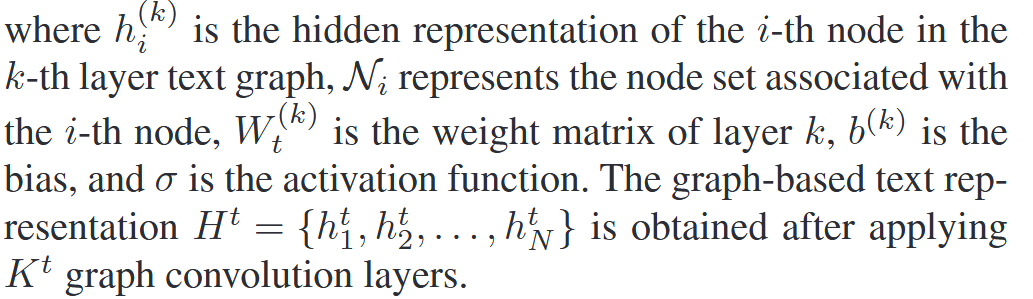 where $h_i^{(k)}$ is the hidden representation of the $i$-th node in the
$k$-th layer text graph, $\mathcal{N}_i$ represents the node set associated with
the $i$-th node, $W_t^{(k)}$ is the weight matrix of layer $k$, $b^{(k)}$ is the
bias, and $\sigma$ is the activation function. The graph-based text rep-
resentation $H^t = \{h_1^t, h_2^t, \ldots, h_N^t\}$ is obtained after applying
$K^t$ graph convolution layers.